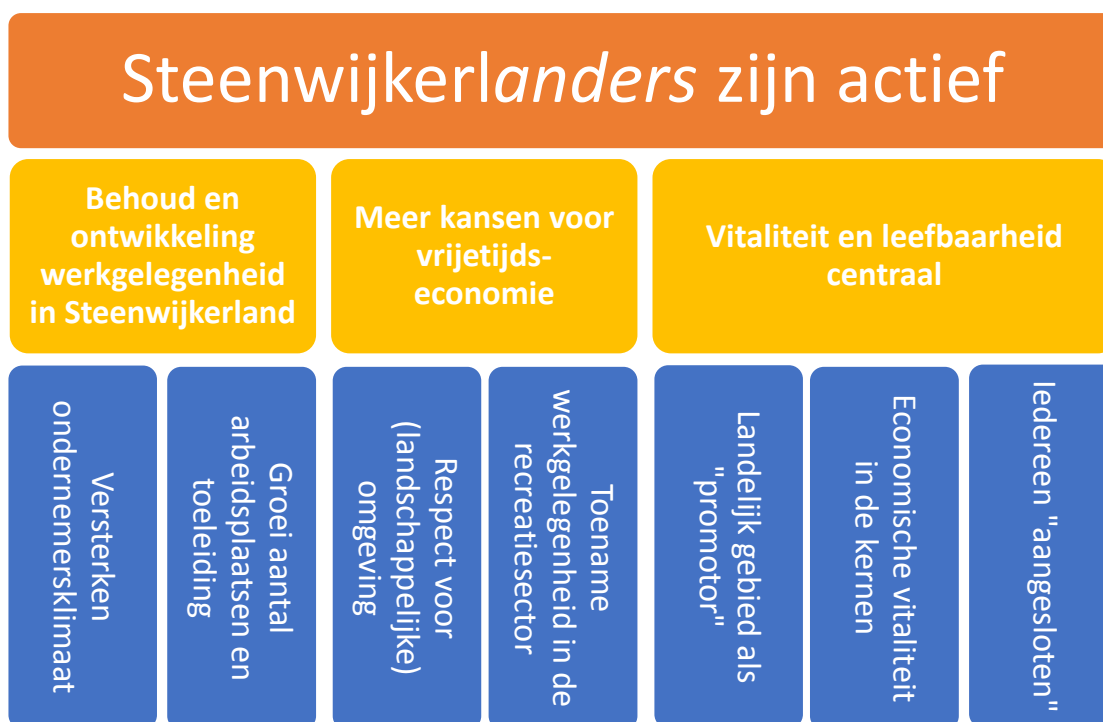 Steenwijkerlanders zijn actief
Behoud en
ontwikkeling
werkgelegenheid
in Steenwijkerland
Meer kansen voor
vrijetijds-
economie
Vitaliteit en leefbaarheid
centraal
Versterken
ondernemersklimaat
Groei aantal
arbeidsplaatsen en
toeleiding
Respect voor
(landschappelijke)
omgeving
Toename
werkgelegenheid in de
recreatiesector
Landelijk gebied als
"promotor"
Economische vitaliteit
in de kernen
Iedereen "aangesloten"